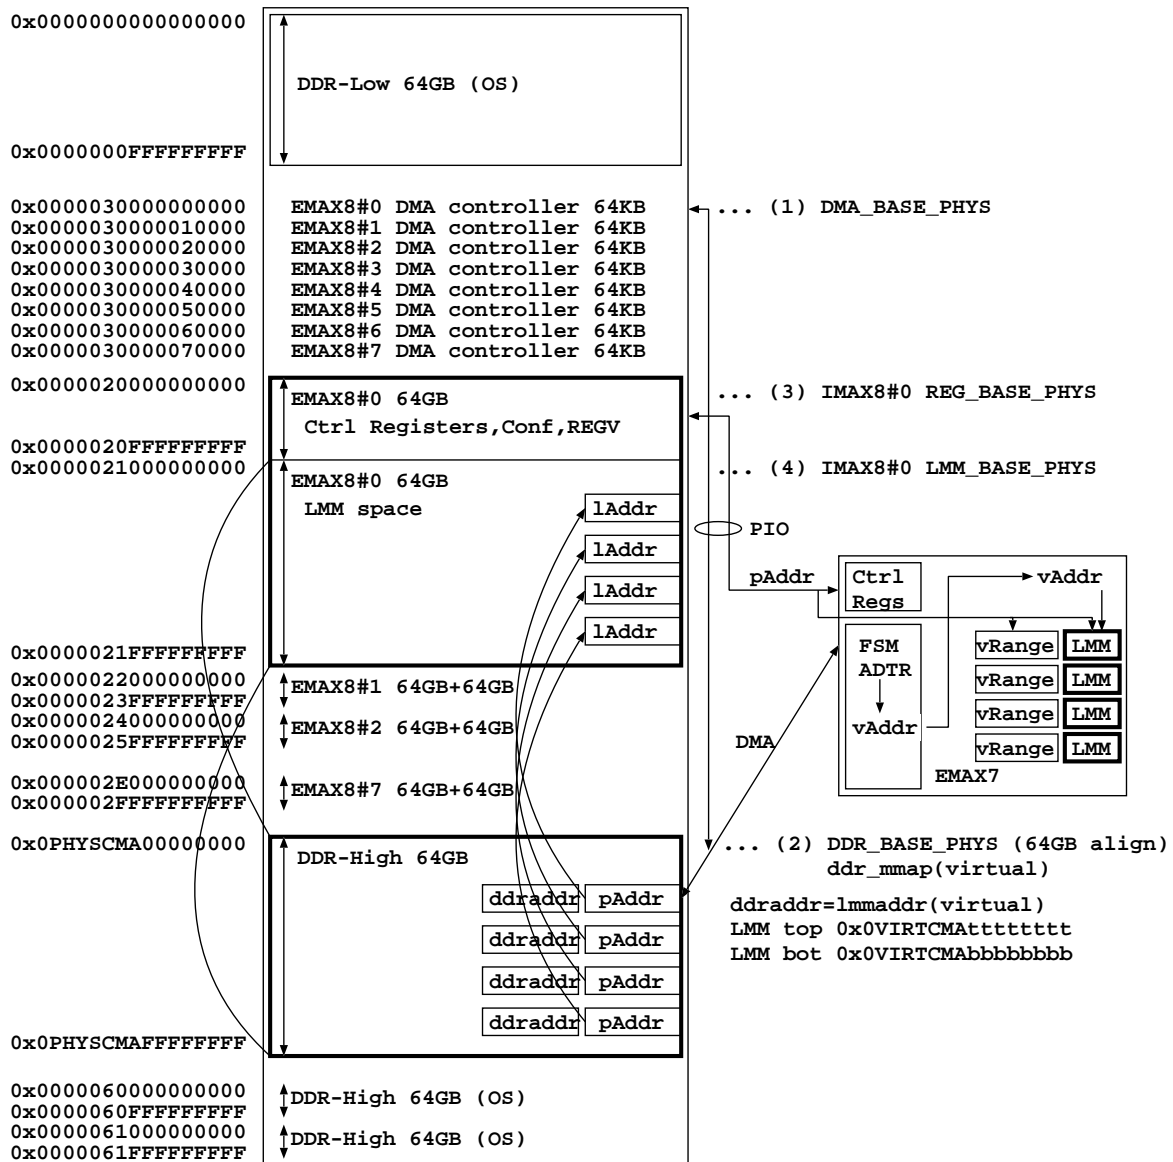 0x0000000000000000
DDR-Low 64GB (OS)
0x0000000FFFFFFFFF
0x0000030000000000 EMAX8#0 DMA controller 64KB ... (1) DMA_BASE_PHYS
0x0000030000010000 EMAX8#1 DMA controller 64KB
0x0000030000020000 EMAX8#2 DMA controller 64KB
0x0000030000030000 EMAX8#3 DMA controller 64KB
0x0000030000040000 EMAX8#4 DMA controller 64KB
0x0000030000050000 EMAX8#5 DMA controller 64KB
0x0000030000060000 EMAX8#6 DMA controller 64KB
0x0000030000070000 EMAX8#7 DMA controller 64KB
0x0000020000000000 ... (3) IMAX8#0 REG_BASE_PHYS
EMAX8#0 64GB
Ctrl Registers,Conf,REGV
0x0000020FFFFFFFFF
0x0000021000000000 ... (4) IMAX8#0 LMM_BASE_PHYS
EMAX8#0 64GB
LMM space
lAddr
PIO
lAddr
pAddr Ctrl vAddr
lAddr
Regs
lAddr
FSM vRange LMM
0x0000021FFFFFFFFF
ADTR
0x0000022000000000
EMAX8#1 64GB+64GB
vRange LMM
0x0000023FFFFFFFFF
0x0000024000000000
EMAX8#2 64GB+64GB
vAddr vRange LMM
0x0000025FFFFFFFFF
DMA
vRange LMM
EMAX7
0x000002E000000000
EMAX8#7 64GB+64GB
0x000002FFFFFFFFFF
0x0PHYSCMA00000000 ... (2) DDR_BASE_PHYS (64GB align)
DDR-High 64GB
ddr_mmap(virtual)
ddraddr pAddr
ddraddr=lmmaddr(virtual)
LMM top 0x0VIRTCMAtttttttt
ddraddr pAddr
LMM bot 0x0VIRTCMAbbbbbbbbb
ddraddr pAddr
ddraddr pAddr
0x0PHYSCMAFFFFFFFF
0x0000060000000000
DDR-High 64GB (OS)
0x0000060FFFFFFFFF
0x0000061000000000
DDR-High 64GB (OS)
0x0000061FFFFFFFFF